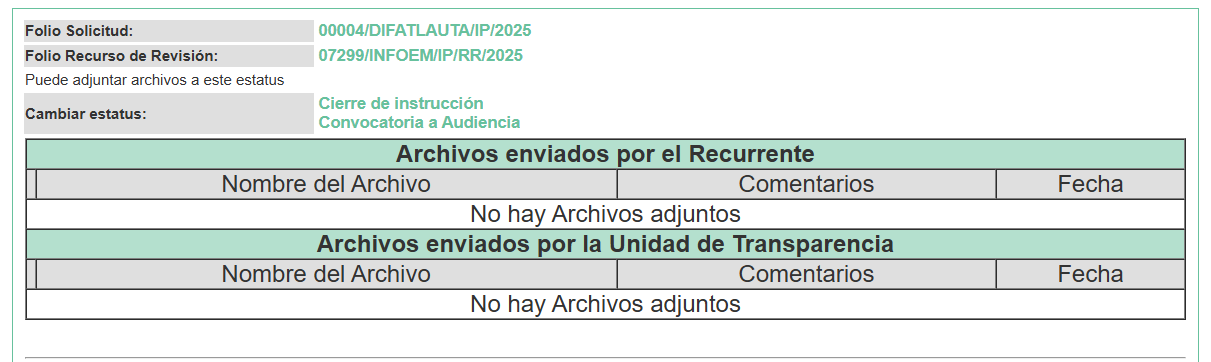 Folio Solicitud: 00004/DIFATLAUTA/IP/2025
Folio Recurso de Revisión: 07299/INFOEM/IP/RR/2025
Puede adjuntar archivos a este estatus
Cambiar estatus: Cierre de instrucción
Convocatoria a Audiencia
Archivos enviados por el Recurrente
Nombre del Archivo Comentarios Fecha
No hay Archivos adjuntos
Archivos enviados por la Unidad de Transparencia
Nombre del Archivo Comentarios Fecha
No hay Archivos adjuntos